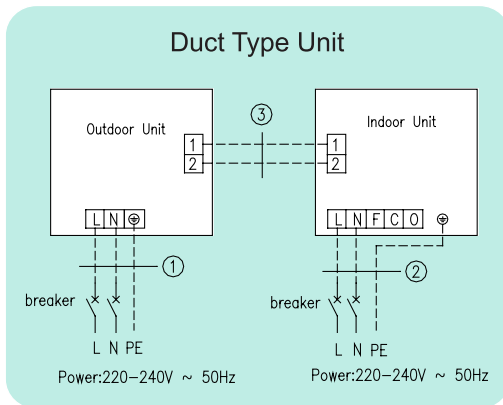 Duct Type Unit
③
Outdoor Unit
Indoor Unit
1
2
1
2
L N
L N F C O
①
②
breaker
breaker
L N PE
L N PE
Power:220-240V ~ 50Hz
Power:220-240V ~ 50Hz